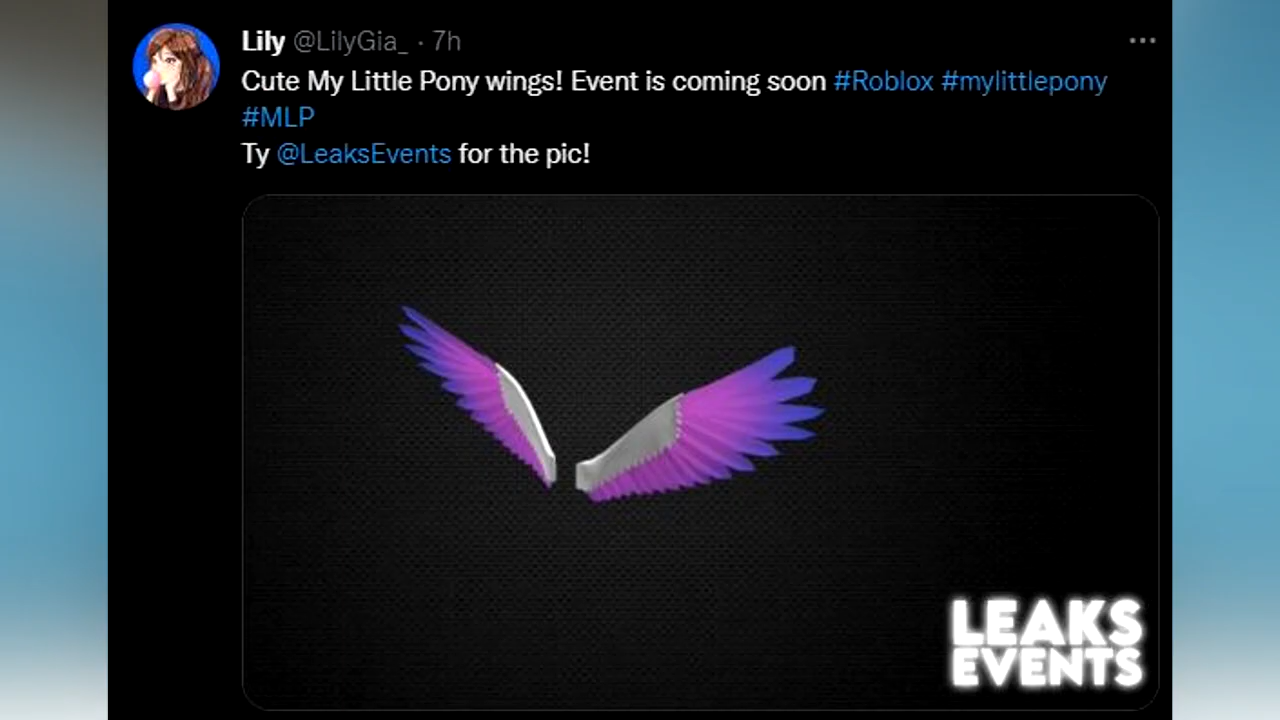 Lily @LilyGia_ · 7h
Cute My Little Pony wings! Event is coming soon #Roblox #mylittlepony
#MLP
Ty @LeaksEvents for the pic!
LEAKS
EVENTS